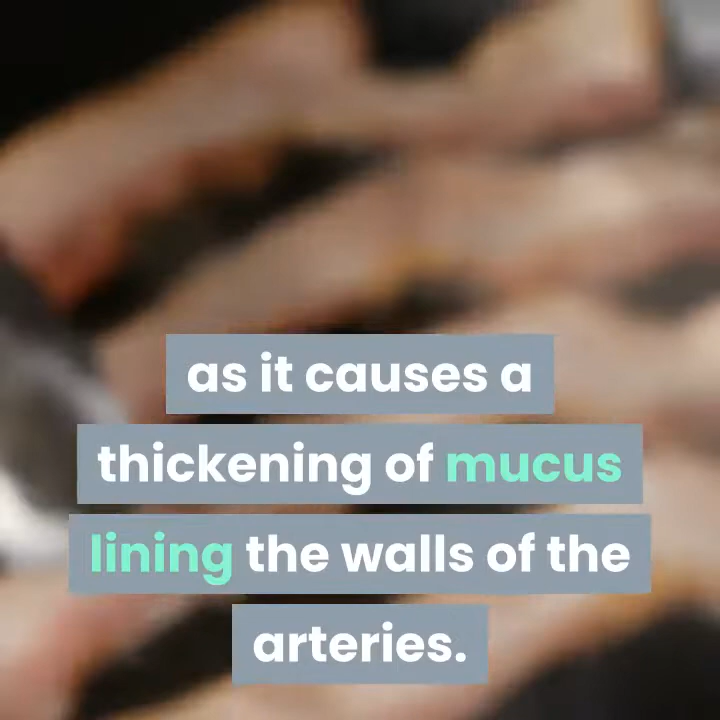 as it causes a
thickening of mucus
lining the walls of the
arteries.